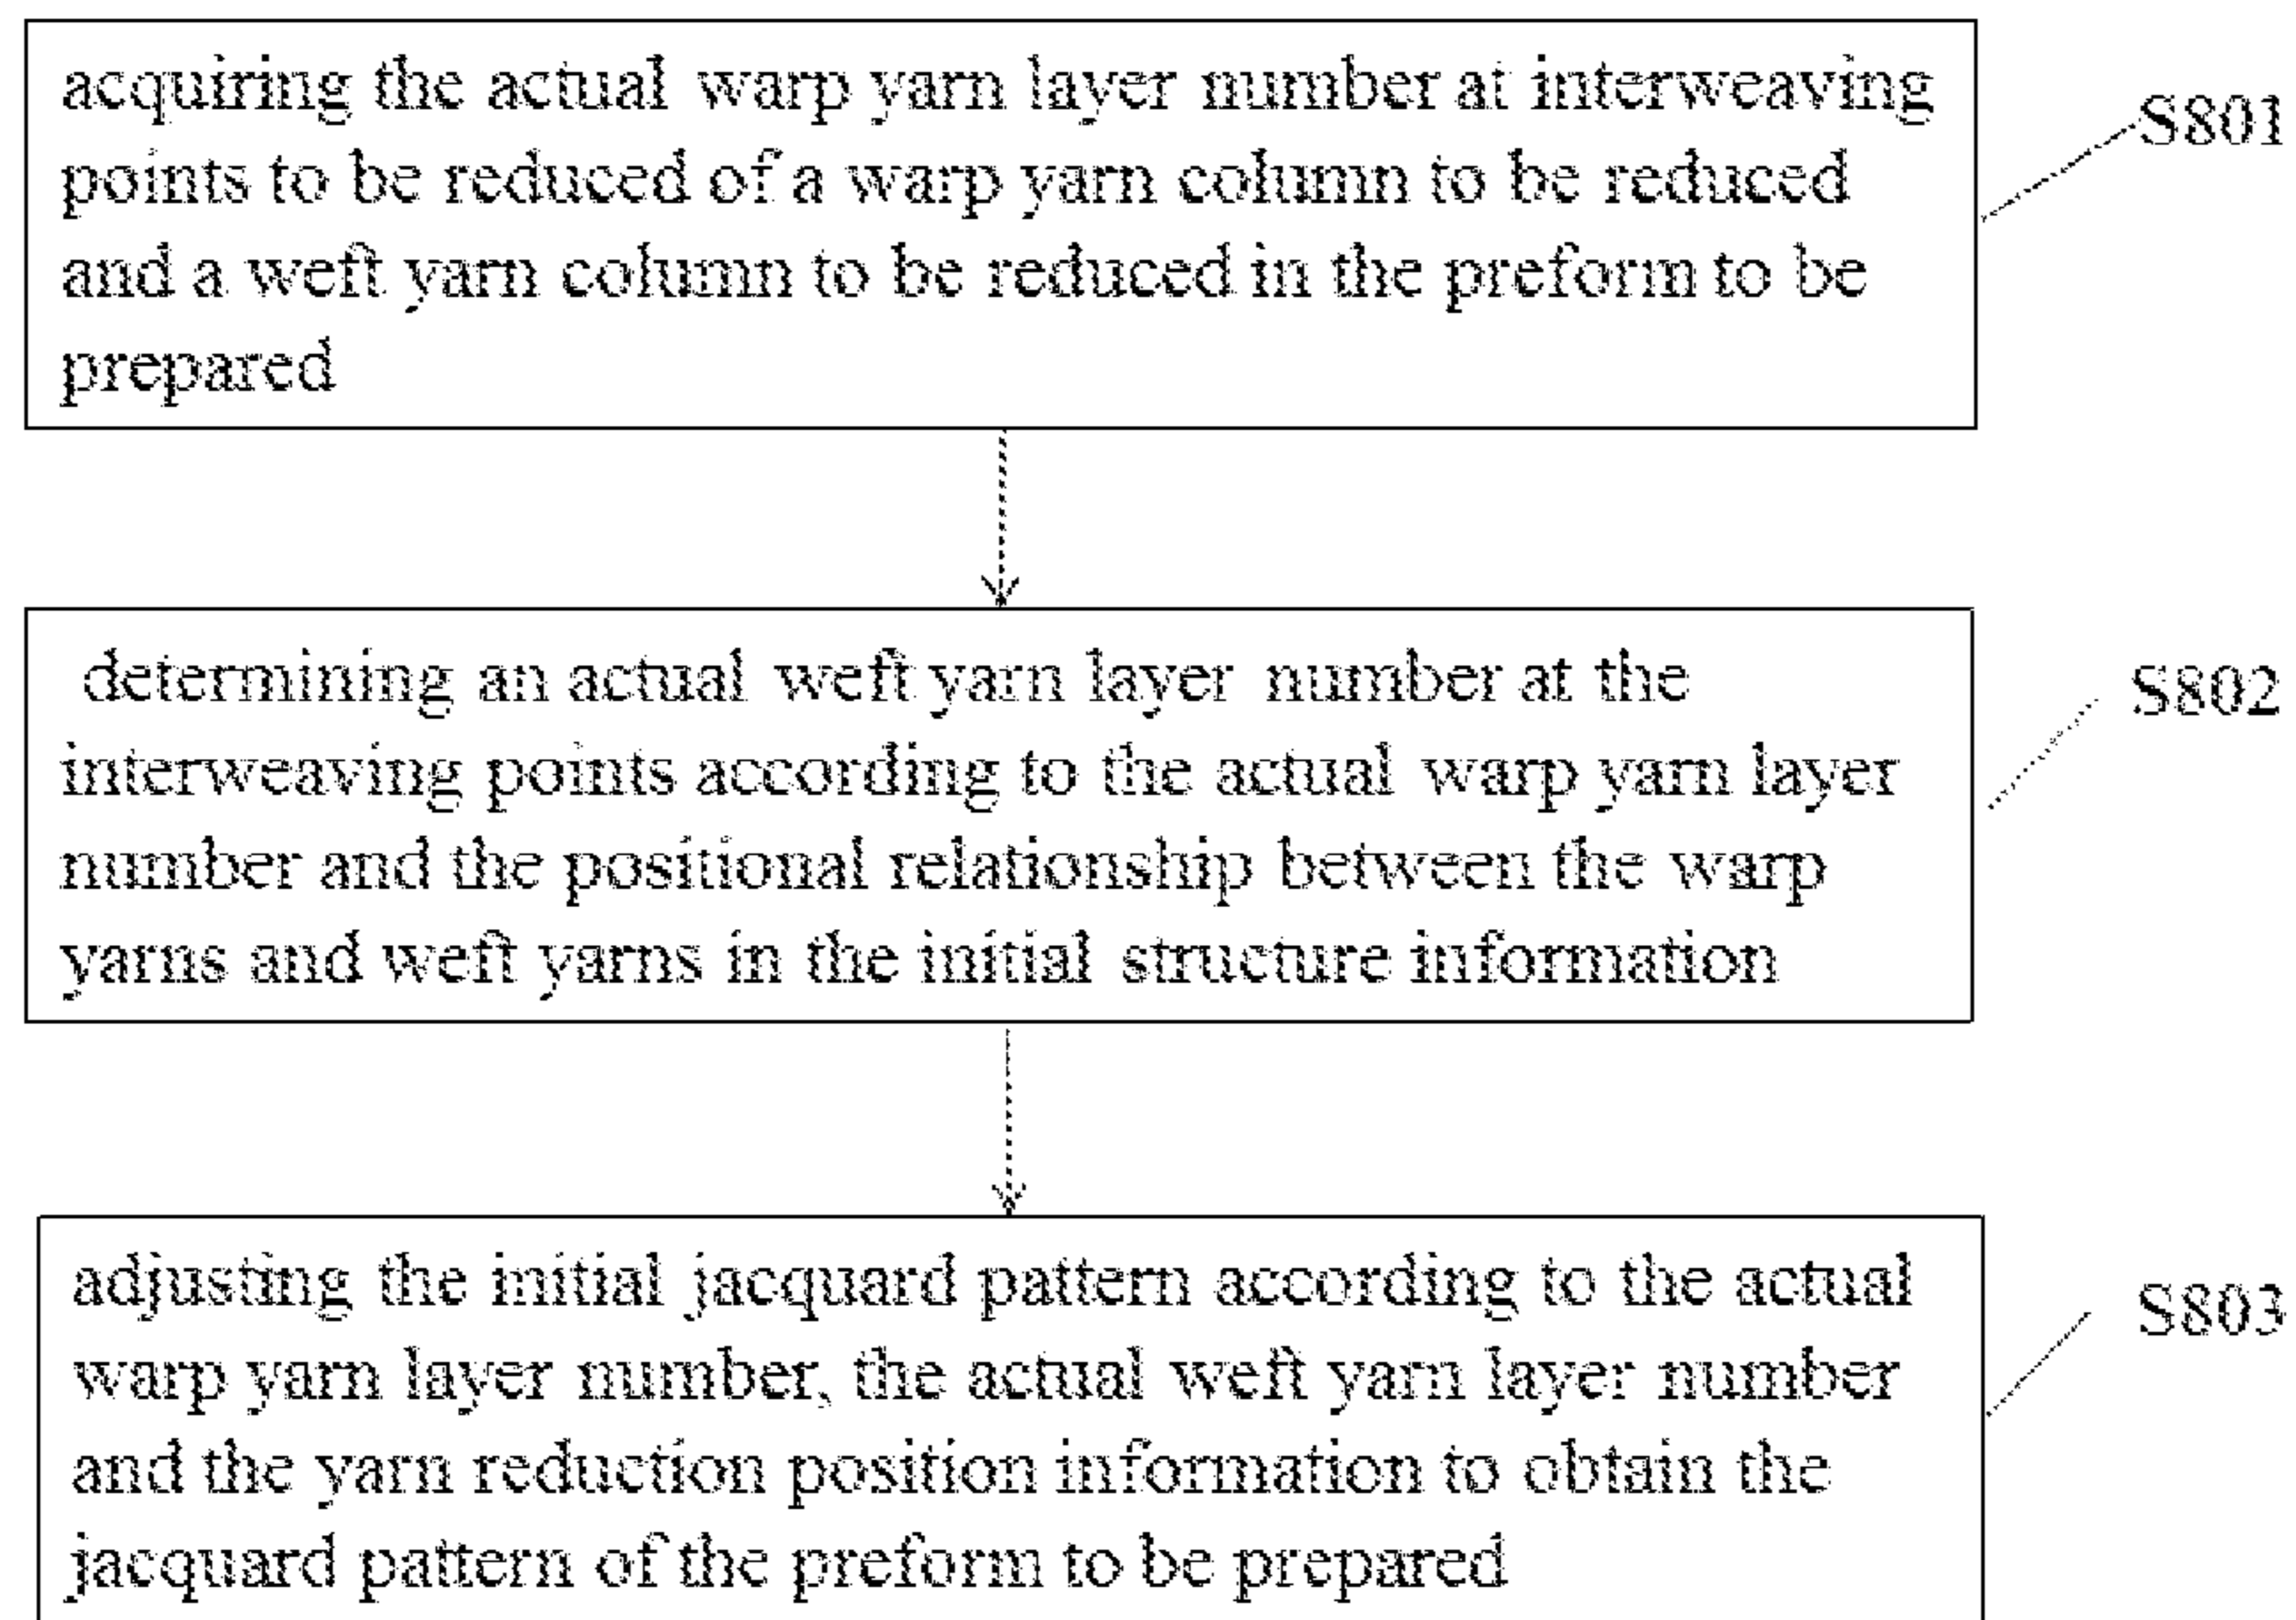 acquiring the actual warp yarn layer number at interweaving
points to be reduced of a warp yarn column to be reduced
and a weft yarn column to be reduced in the preform to be
prepared
S801
determining an actual weft yarn layer number at the
interweaving points according to the actual warp yarn layer
number and the positional relationship between the warp
yarns and weft yarns in the initial structure information
S802
adjusting the initial jacquard pattern according to the actual
warp yarn layer number, the actual weft yarn layer number
and the yarn reduction position information to obtain the
jacquard pattern of the preform to be prepared
S803